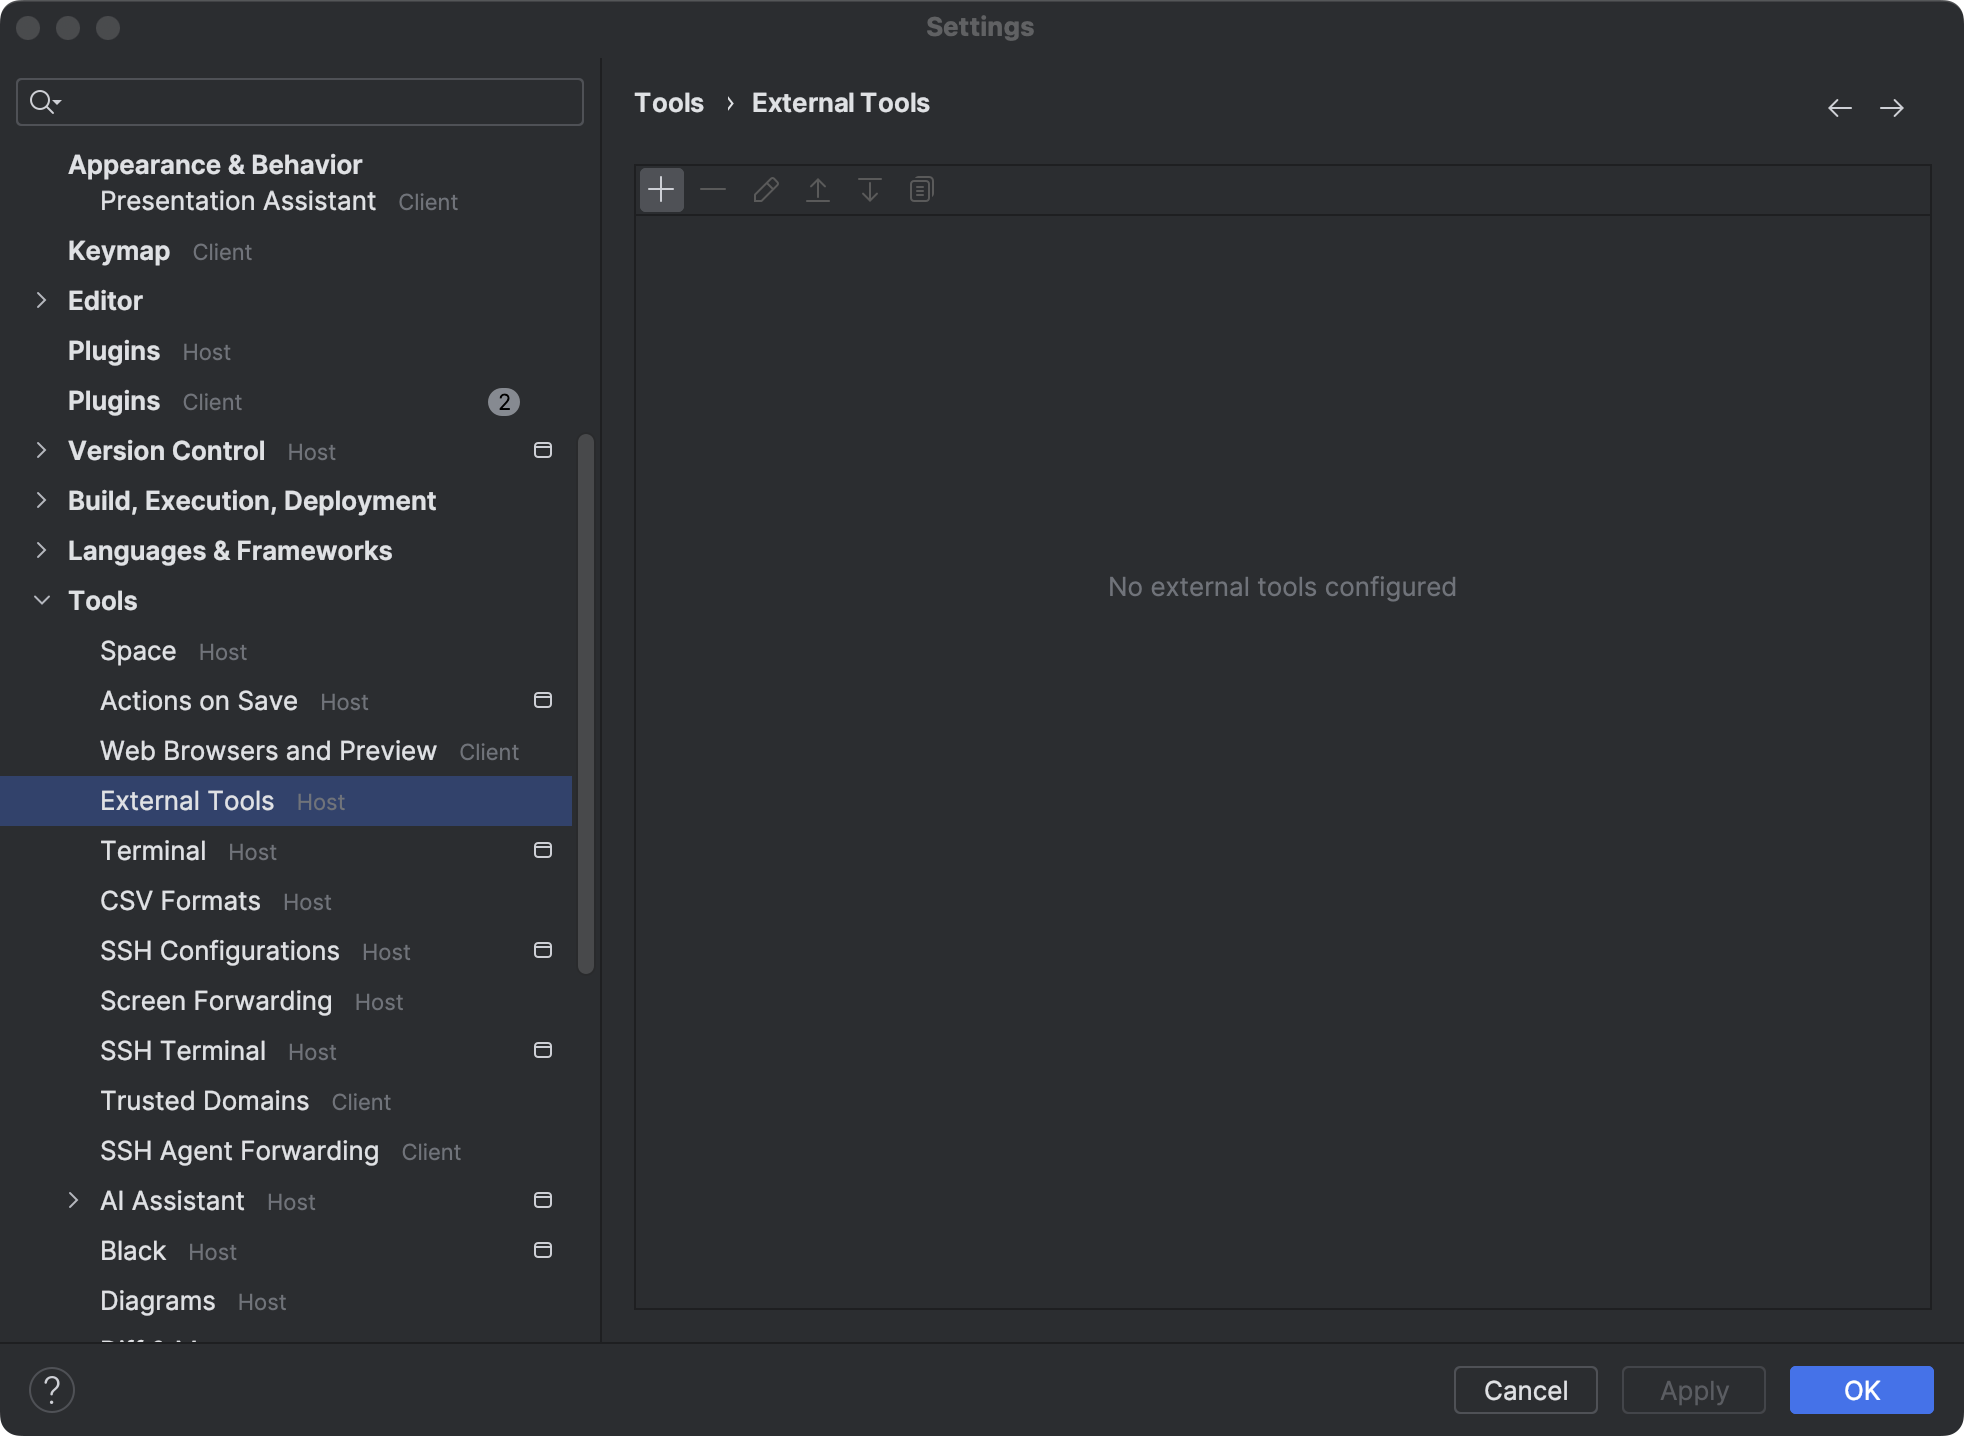 Settings
Tools › External Tools
Appearance & Behavior
Presentation Assistant Client
Keymap Client
Editor
Plugins Host
Plugins Client 2
Version Control Host
Build, Execution, Deployment
Languages & Frameworks
Tools
Space Host
Actions on Save Host
Web Browsers and Preview Client
External Tools Host
Terminal Host
CSV Formats Host
SSH Configurations Host
Screen Forwarding Host
SSH Terminal Host
Trusted Domains Client
SSH Agent Forwarding Client
AI Assistant Host
Black Host
Diagrams Host
No external tools configured
?
Cancel
Apply
OK